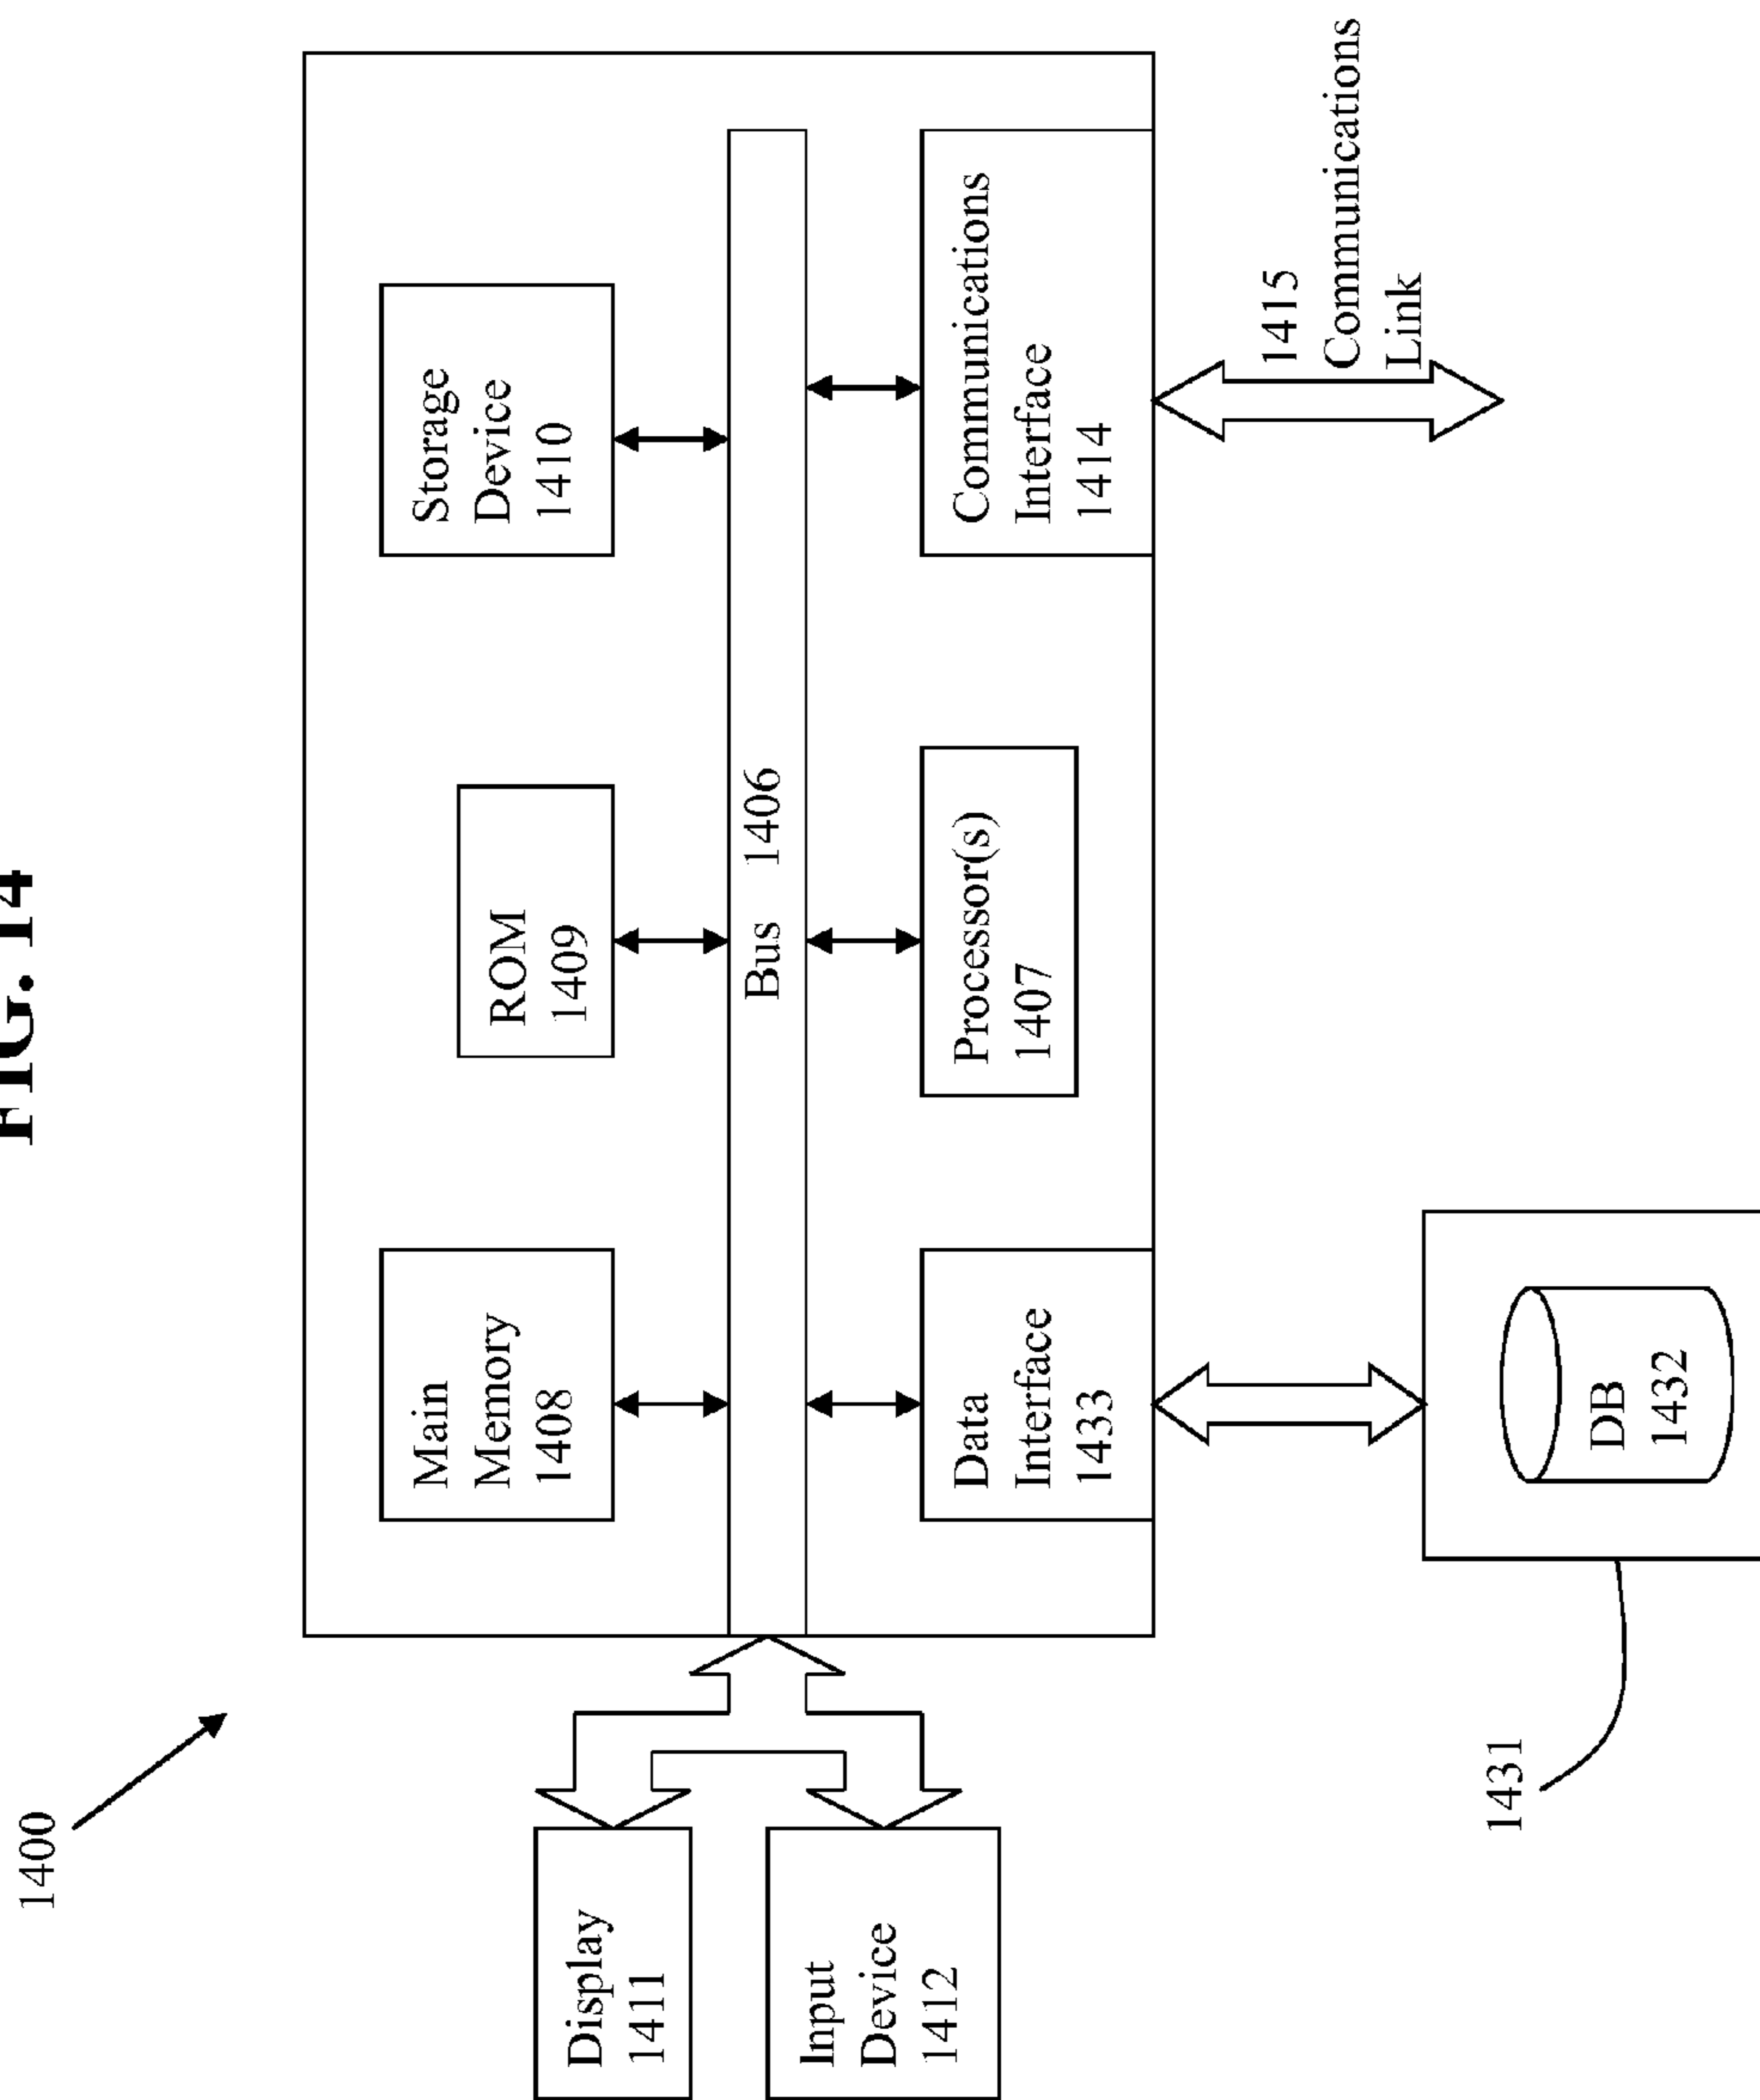 FIG. 14
1400
Display
1411
Input
Device
1412
Main
Memory
1408
ROM
1409
Storage
Device
1410
Bus 1406
Data
Interface
1433
Processor(s)
1407
Communications
Interface
1414
1415
Communications
Link
1431
DB
1432